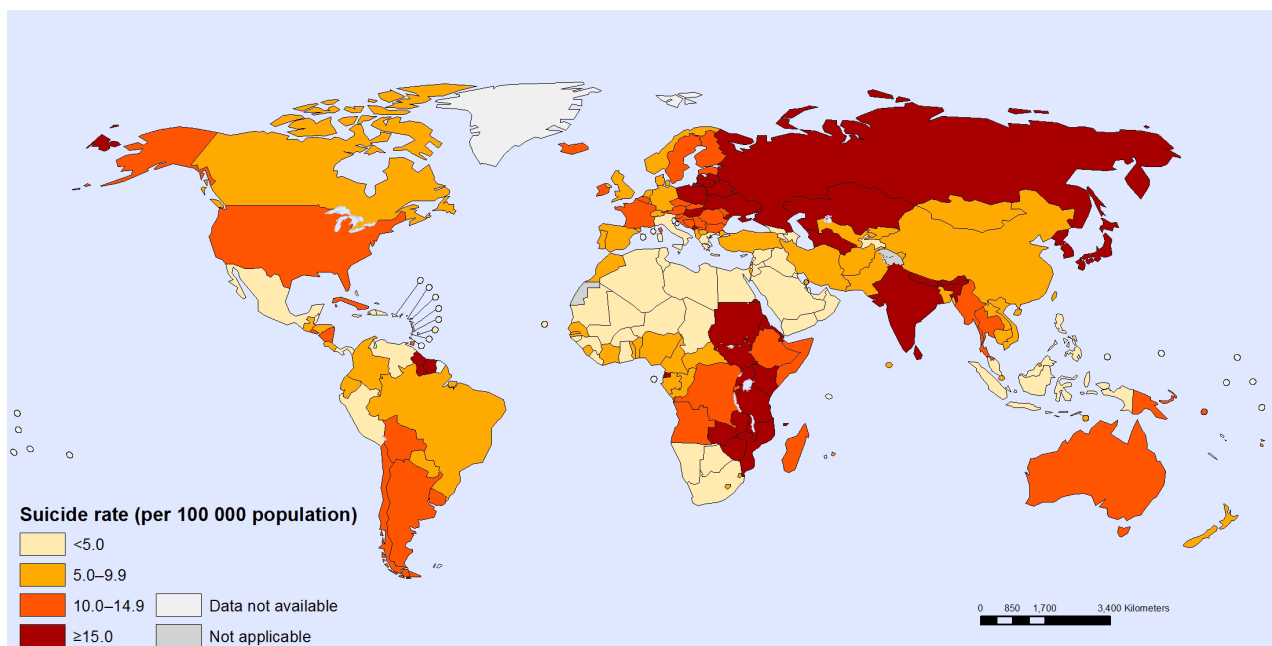 Suicide rate (per 100 000 population)
<5.0
5.0–9.9
10.0–14.9
≥15.0
Data not available
Not applicable
0 850 1,700 3,400 Kilometers